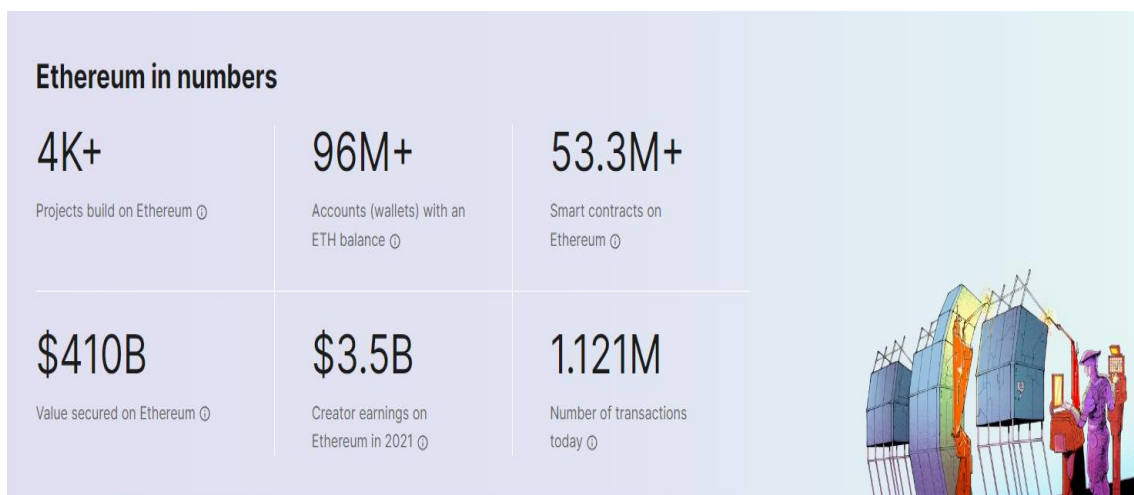 Ethereum in numbers
4K+
Projects build on Ethereum ⓘ
96M+
Accounts (wallets) with an
ETH balance ⓘ
53.3M+
Smart contracts on
Ethereum ⓘ
$410B
Value secured on Ethereum ⓘ
$3.5B
Creator earnings on
Ethereum in 2021 ⓘ
1.121M
Number of transactions
today ⓘ